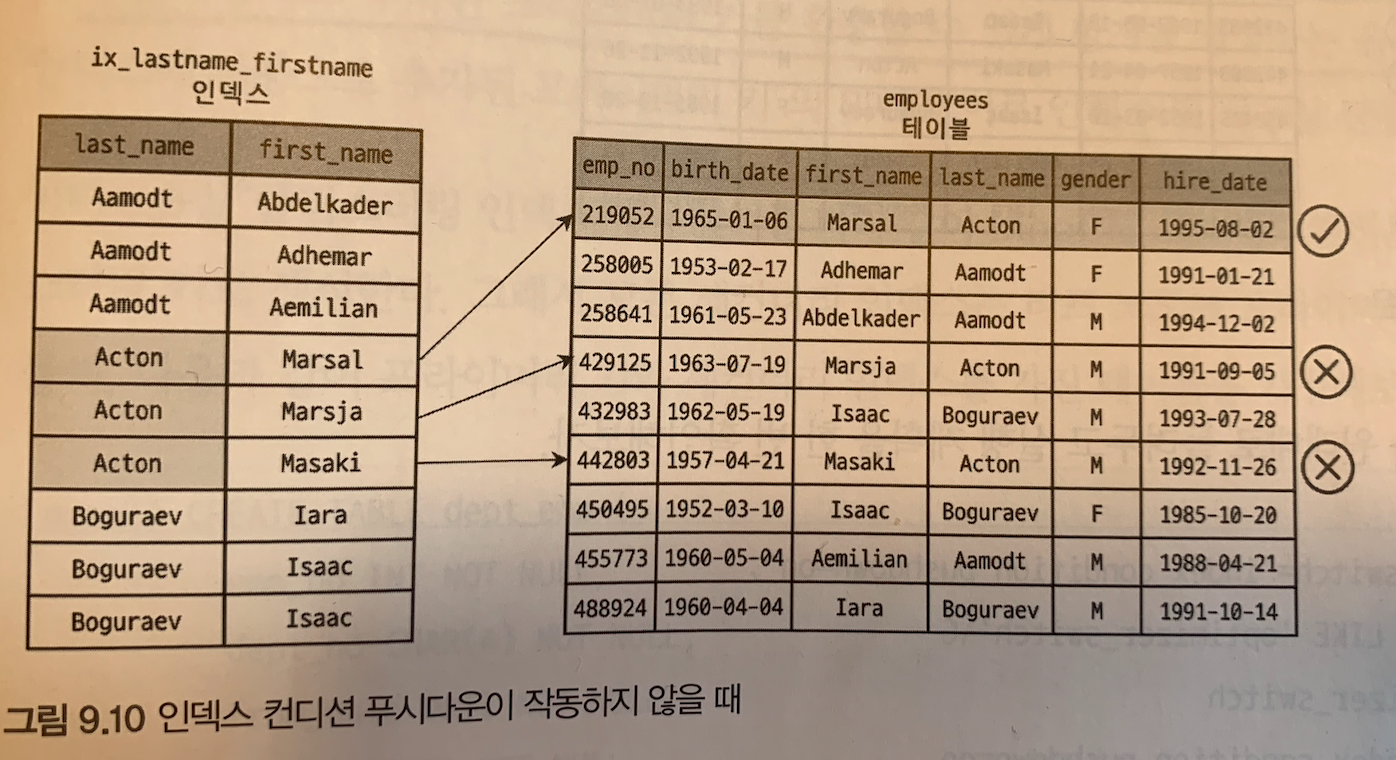 ix_lastname_firstname
인덱스
last_name first_name
Aamodt Abdelkader
Aamodt Adhemar
Aamodt Aemilian
Acton Marsal
Acton Marsja
Acton Masaki
Boguraev Iara
Boguraev Isaac
Boguraev Isaac
employees
테이블
emp_no birth_date first_name last_name gender hire_date
219052 1965-01-06 Marsal Acton F 1995-08-02
258005 1953-02-17 Adhemar Aamodt F 1991-01-21
258641 1961-05-23 Abdelkader Aamodt M 1994-12-02
429125 1963-07-19 Marsja Acton M 1991-09-05
432983 1962-05-19 Isaac Boguraev M 1993-07-28
442803 1957-04-21 Masaki Acton M 1992-11-26
450495 1952-03-10 Isaac Boguraev F 1985-10-20
455773 1960-05-04 Aemilian Aamodt M 1988-04-21
488924 1960-04-04 Iara Boguraev M 1991-10-14
그림 9.10 인덱스 컨디션 푸시다운이 작동하지 않을 때